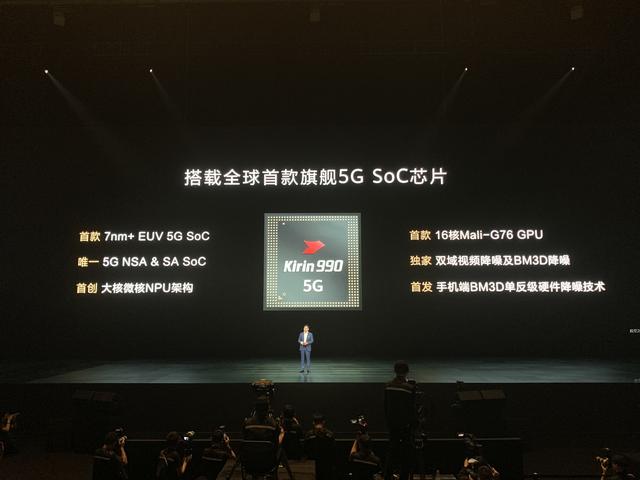 搭载全球首款旗舰5G SoC芯片
首款 7nm+ EUV 5G SoC
唯一 5G NSA & SA SoC
首创 大核微核NPU架构
Kirin 990
5G
首款 16核Mali-G76 GPU
独家 双域视频降噪及BM3D降噪
首发 手机端BM3D单反级硬件降噪技术